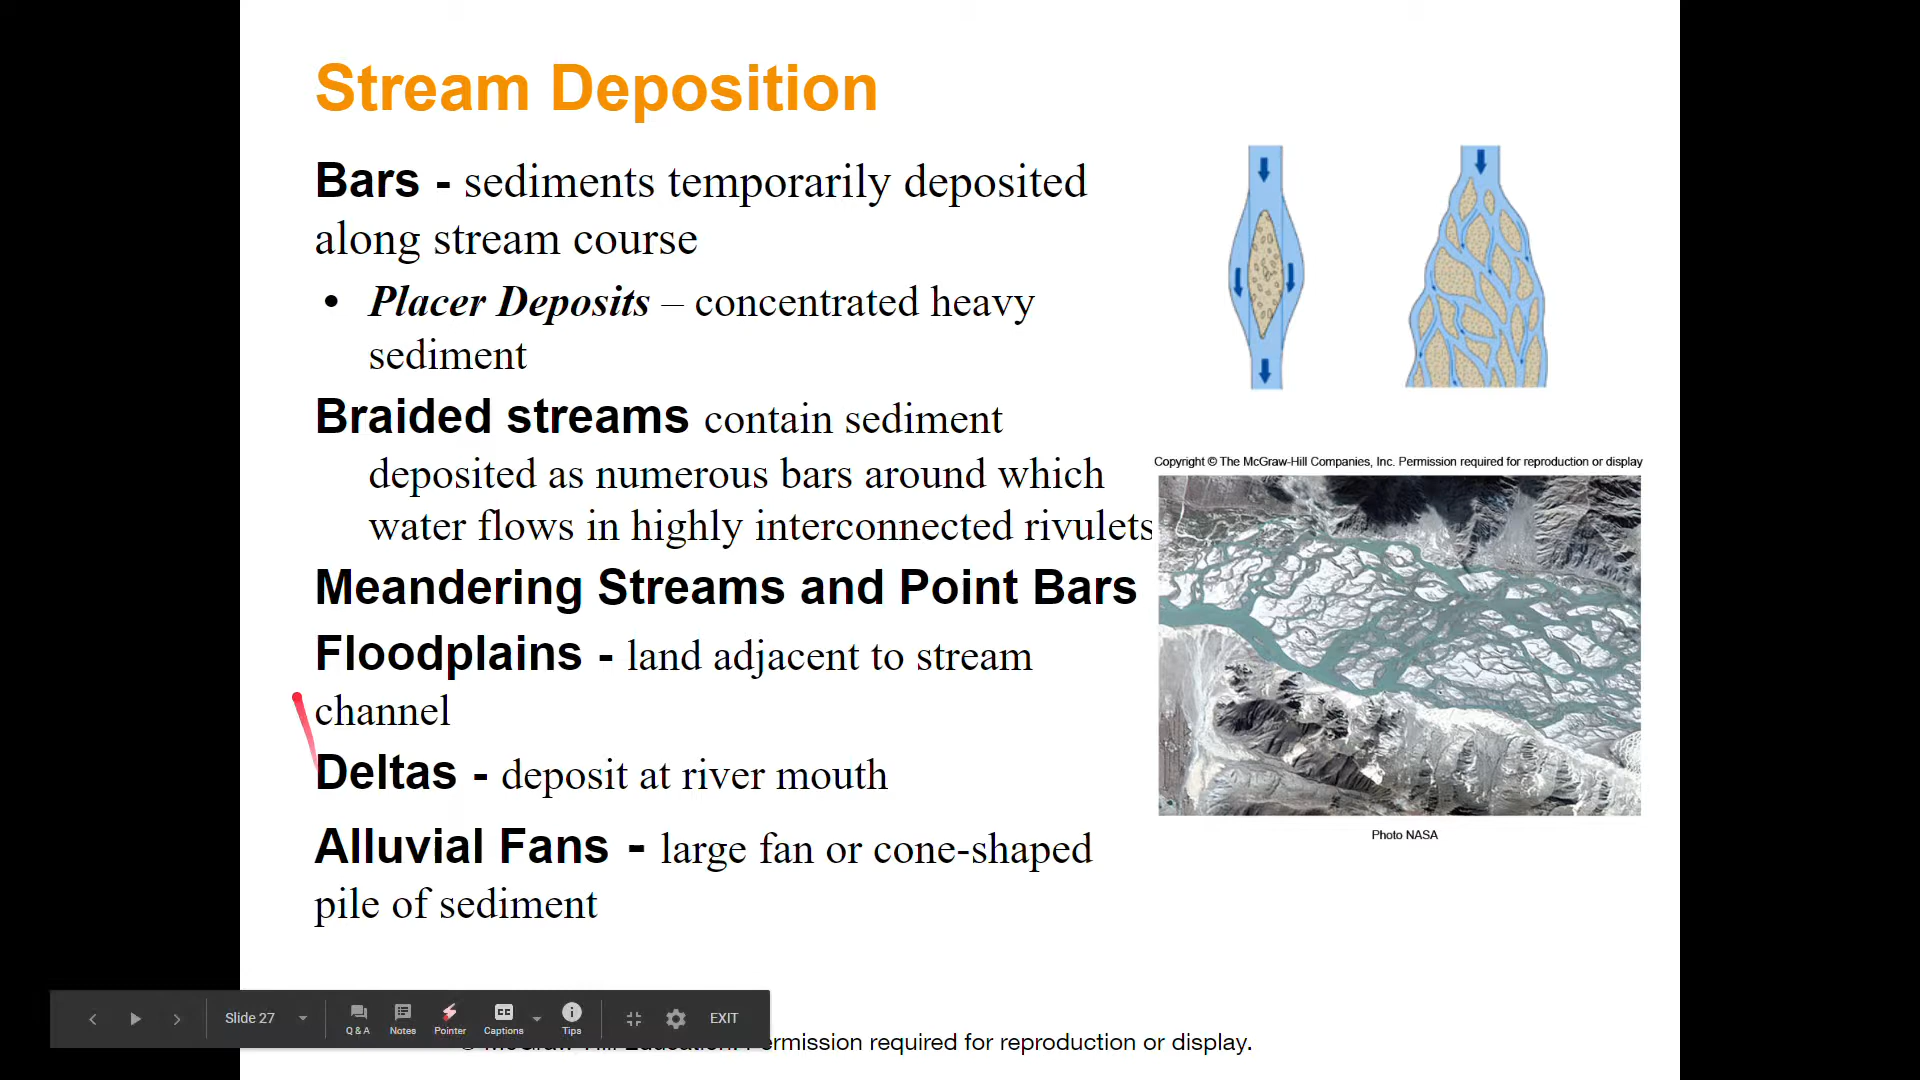 Stream Deposition
Bars - sediments temporarily deposited
along stream course
• Placer Deposits – concentrated heavy
sediment
Braided streams contain sediment
deposited as numerous bars around which
water flows in highly interconnected rivulets
Meandering Streams and Point Bars
Floodplains - land adjacent to stream
channel
Deltas - deposit at river mouth
Alluvial Fans - large fan or cone-shaped
pile of sediment
Copyright © The McGraw-Hill Companies, Inc. Permission required for reproduction or display
Photo NASA
Slide 27
Q & A
Notes
Pointer
CC
Captions
Tips
EXIT
Permission required for reproduction or display.